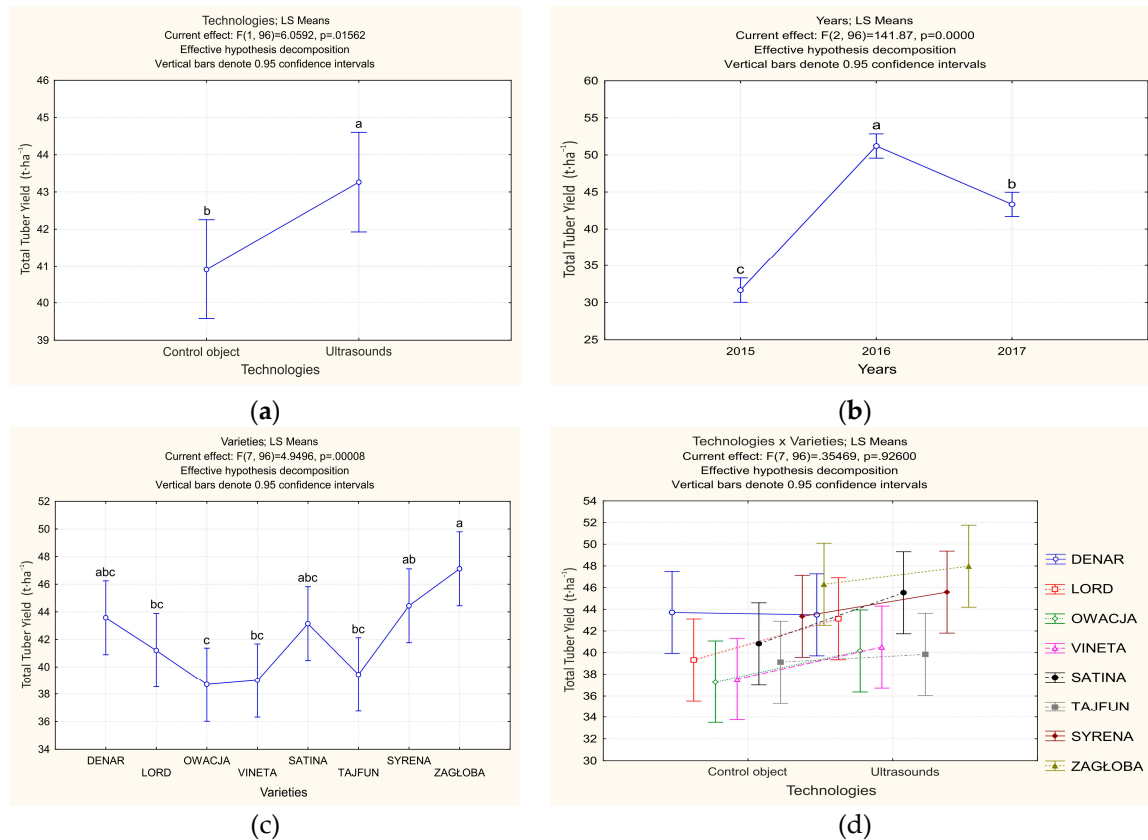 Technologies; LS Means
Current effect: F(1, 96)=6.0592, p=.01562
Effective hypothesis decomposition
Vertical bars denote 0.95 confidence intervals
46
45
44
43
42
41
40
39
Total Tuber Yield (t·ha⁻¹)
b
a
Control object
Ultrasounds
Technologies
(a)
Years; LS Means
Current effect: F(2, 96)=141.87, p=0.0000
Effective hypothesis decomposition
Vertical bars denote 0.95 confidence intervals
60
55
50
45
40
35
30
25
Total Tuber Yield (t·ha⁻¹)
c
a
b
2015
2016
2017
Years
(b)
Varieties; LS Means
Current effect: F(7, 96)=4.9496, p=.00008
Effective hypothesis decomposition
Vertical bars denote 0.95 confidence intervals
52
50
48
46
44
42
40
38
36
34
Total Tuber Yield (t·ha⁻¹)
abc
bc
c
bc
abc
bc
ab
a
DENAR
LORD
OWACJA
VINETA
SATINA
TAJFUN
SYRENA
ZAGŁOBA
Varieties
(c)
Technologies x Varieties; LS Means
Current effect: F(7, 96)=.35469, p=.92600
Effective hypothesis decomposition
Vertical bars denote 0.95 confidence intervals
54
52
50
48
46
44
42
40
38
36
34
32
30
Total Tuber Yield (t·ha⁻¹)
Control object
Ultrasounds
Technologies
DENAR
LORD
OWACJA
VINETA
SATINA
TAJFUN
SYRENA
ZAGŁOBA
(d)